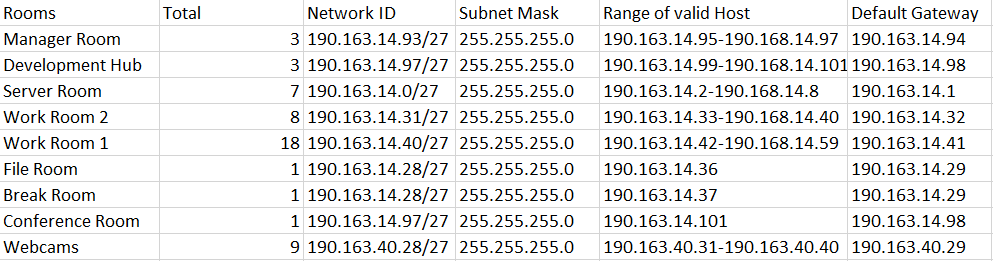 Rooms Total Network ID Subnet Mask Range of valid Host Default Gateway
Manager Room 3 190.163.14.93/27 255.255.255.0 190.163.14.95-190.168.14.97 190.163.14.94
Development Hub 3 190.163.14.97/27 255.255.255.0 190.163.14.99-190.168.14.101 190.163.14.98
Server Room 7 190.163.14.0/27 255.255.255.0 190.163.14.2-190.168.14.8 190.163.14.1
Work Room 2 8 190.163.14.31/27 255.255.255.0 190.163.14.33-190.168.14.40 190.163.14.32
Work Room 1 18 190.163.14.40/27 255.255.255.0 190.163.14.42-190.168.14.59 190.163.14.41
File Room 1 190.163.14.28/27 255.255.255.0 190.163.14.36 190.163.14.29
Break Room 1 190.163.14.28/27 255.255.255.0 190.163.14.37 190.163.14.29
Conference Room 1 190.163.14.97/27 255.255.255.0 190.163.14.101 190.163.14.98
Webcams 9 190.163.40.28/27 255.255.255.0 190.163.40.31-190.163.40.40 190.163.40.29